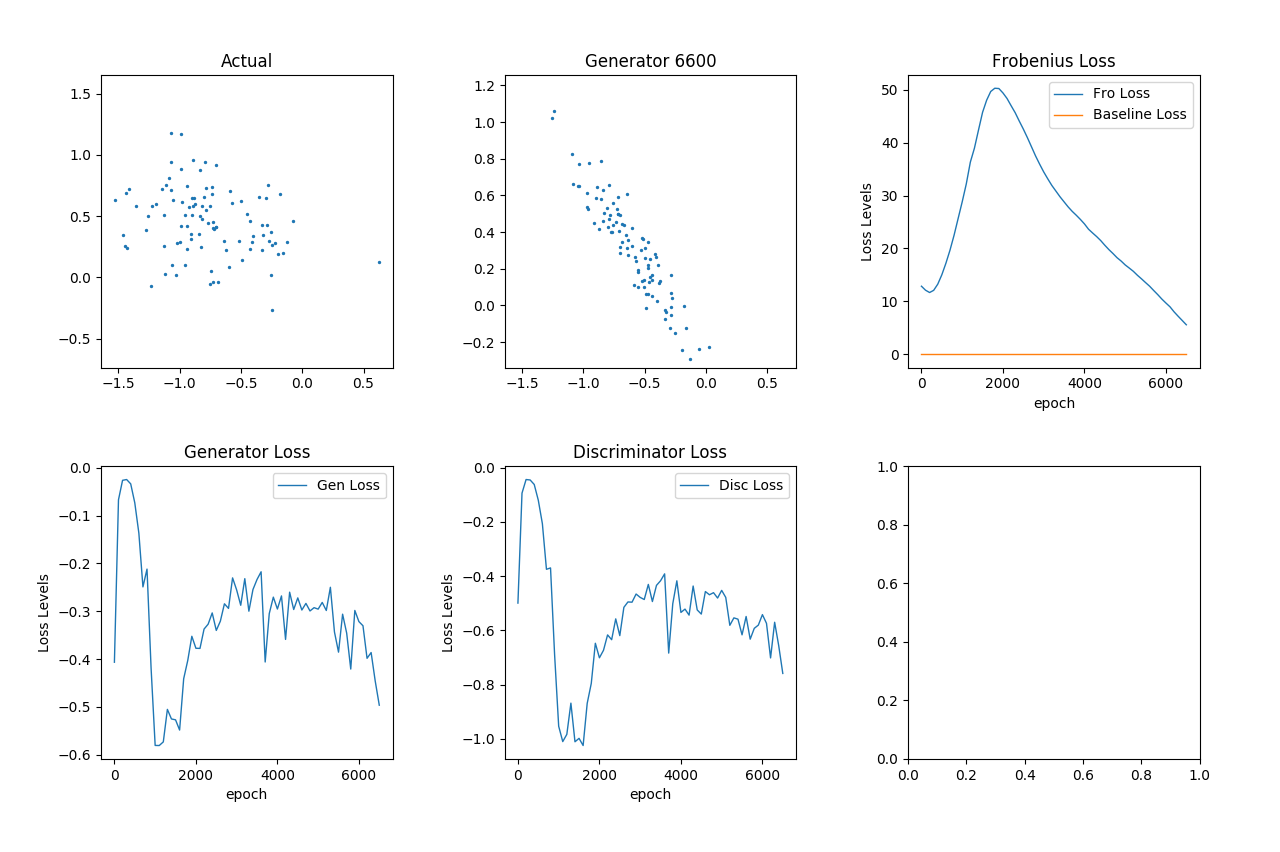 Actual
1.5
1.0
0.5
0.0
−0.5
−1.5 −1.0 −0.5 0.0 0.5
Generator 6600
1.2
1.0
0.8
0.6
0.4
0.2
0.0
−0.2
−1.5 −1.0 −0.5 0.0 0.5
Frobenius Loss
Fro Loss
Baseline Loss
Loss Levels
50
40
30
20
10
0
0 2000 4000 6000
epoch
Generator Loss
Gen Loss
Loss Levels
0.0
−0.1
−0.2
−0.3
−0.4
−0.5
−0.6
0 2000 4000 6000
epoch
Discriminator Loss
Disc Loss
Loss Levels
0.0
−0.2
−0.4
−0.6
−0.8
−1.0
0 2000 4000 6000
epoch
1.0
0.8
0.6
0.4
0.2
0.0
0.0 0.2 0.4 0.6 0.8 1.0